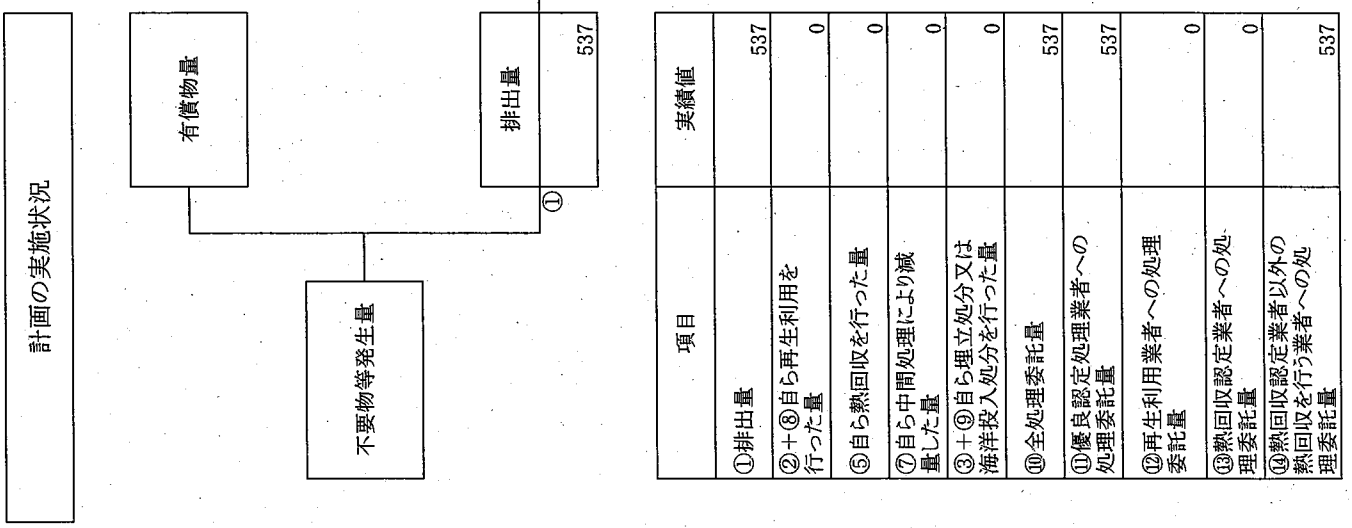 計画の実施状況
有償物量
不要物等発生量
排出量
①
537
項目
実績値
①排出量
537
②+⑧自ら再生利用を
行った量
0
⑤自ら熱回収を行った量
0
⑦自ら中間処理により減
量した量
0
③+⑨自ら埋立処分又は
海洋投入処分を行った量
0
⑩全処理委託量
537
⑪優良認定処理業者への
処理委託量
537
⑫再生利用業者への処理
委託量
0
⑬熱回収認定業者への処
理委託量
0
⑭熱回収認定業者以外の
熱回収を行う業者への処
理委託量
537